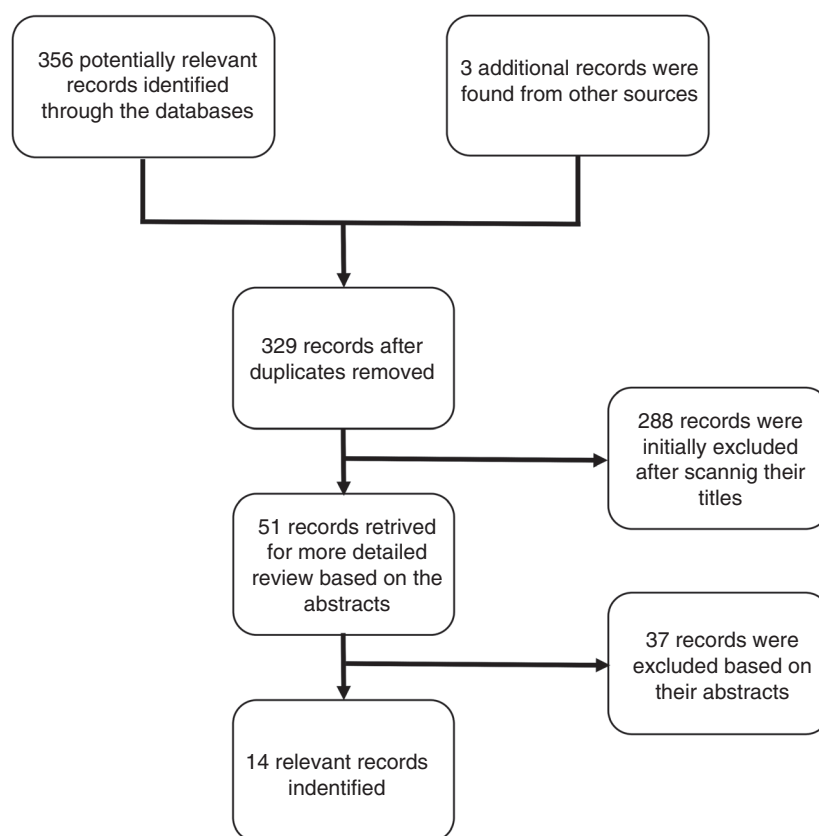 356 potentially relevant
records identified
through the databases
3 additional records were
found from other sources
329 records after
duplicates removed
288 records were
initially excluded
after scannig their
titles
51 records retrived
for more detailed
review based on the
abstracts
37 records were
excluded based on
their abstracts
14 relevant records
indentified